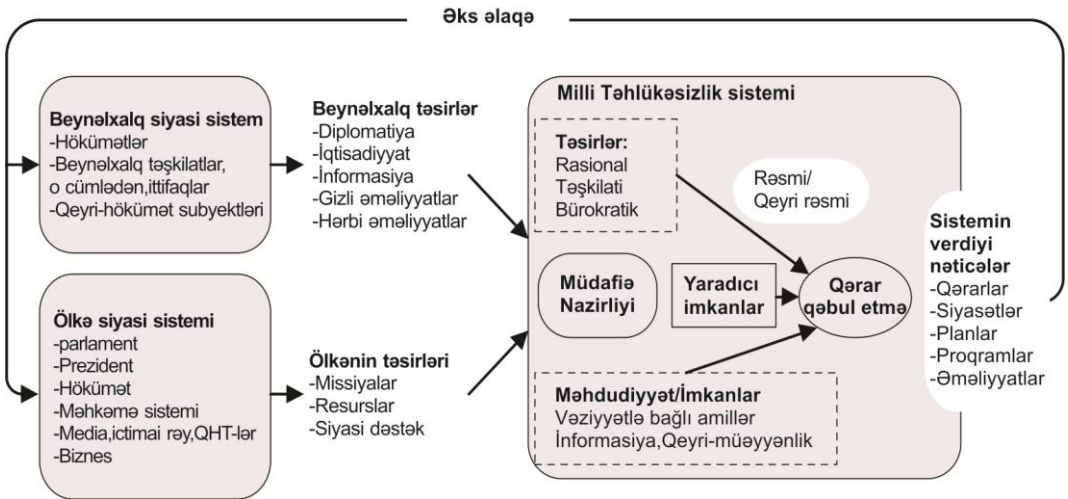 Əks əlaqə
Beynəlxalq siyasi sistem
-Hökümətlər
-Beynəlxalq təşkilatlar,
o cümlədən,ittifaqlar
-Qeyri-hökümət subyektləri
Beynəlxalq təsirlər
-Diplomatiya
-İqtisadiyyat
-İnformasiya
-Gizli əməliyyatlar
-Hərbi əməliyyatlar
Ölkə siyasi sistemi
-parlament
-Prezident
-Hökümət
-Məhkəmə sistemi
-Media,ictimai rəy,QHT-lər
-Biznes
Ölkənin təsirləri
-Missiyalar
-Resurslar
-Siyasi dəstək
Milli Təhlükəsizlik sistemi
Təsirlər:
Rasional
Təşkilati
Bürokratik
Rəsmi/
Qeyri rəsmi
Müdafiə
Nazirliyi
Yaradıcı
imkanlar
Qərar
qəbul etmə
Məhdudiyyət/İmkanlar
Vəziyyətlə bağlı amillər
İnformasiya,Qeyri-müəyyənlik
Sistemin
verdiyi
nəticələr
-Qərarlar
-Siyasətlər
-Planlar
-Proqramlar
-Əməliyyatlar